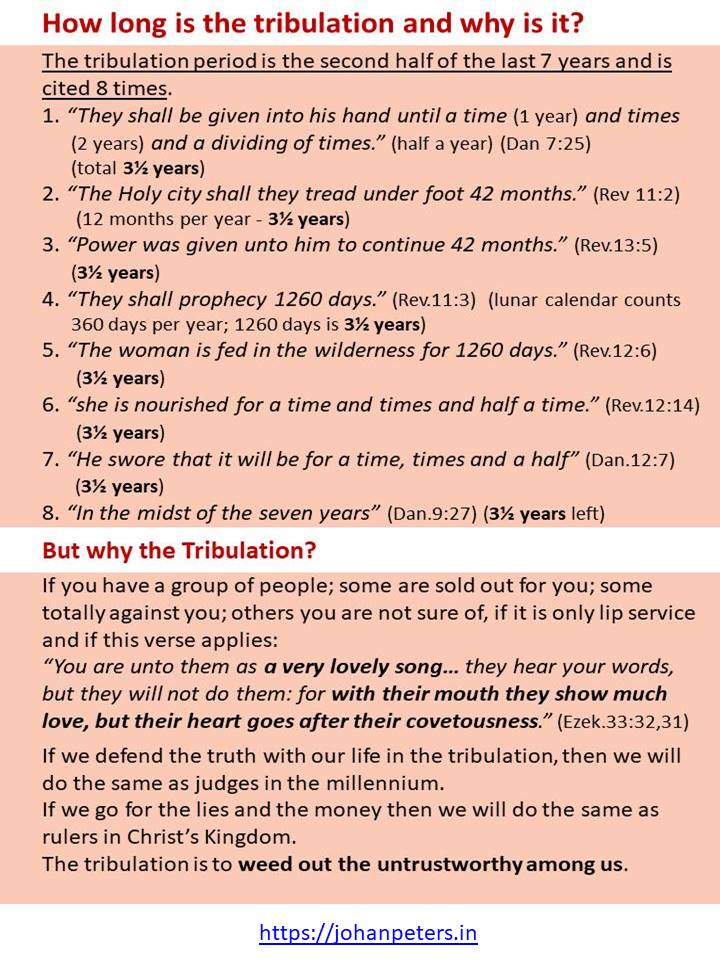 How long is the tribulation and why is it?
The tribulation period is the second half of the last 7 years and is
cited 8 times.
1. “They shall be given into his hand until a time (1 year) and times
(2 years) and a dividing of times.” (half a year) (Dan 7:25)
(total 3½ years)
2. “The Holy city shall they tread under foot 42 months.” (Rev 11:2)
(12 months per year - 3½ years)
3. “Power was given unto him to continue 42 months.” (Rev.13:5)
(3½ years)
4. “They shall prophecy 1260 days.” (Rev.11:3) (lunar calendar counts
360 days per year; 1260 days is 3½ years)
5. “The woman is fed in the wilderness for 1260 days.” (Rev.12:6)
(3½ years)
6. “she is nourished for a time and times and half a time.” (Rev.12:14)
(3½ years)
7. “He swore that it will be for a time, times and a half” (Dan.12:7)
(3½ years)
8. “In the midst of the seven years” (Dan.9:27) (3½ years left)
But why the Tribulation?
If you have a group of people; some are sold out for you; some
totally against you; others you are not sure of, if it is only lip service
and if this verse applies:
“You are unto them as a very lovely song… they hear your words,
but they will not do them: for with their mouth they show much
love, but their heart goes after their covetousness.” (Ezek.33:32,31)
If we defend the truth with our life in the tribulation, then we will
do the same as judges in the millennium.
If we go for the lies and the money then we will do the same as
rulers in Christ’s Kingdom.
The tribulation is to weed out the untrustworthy among us.
https://johanpeters.in